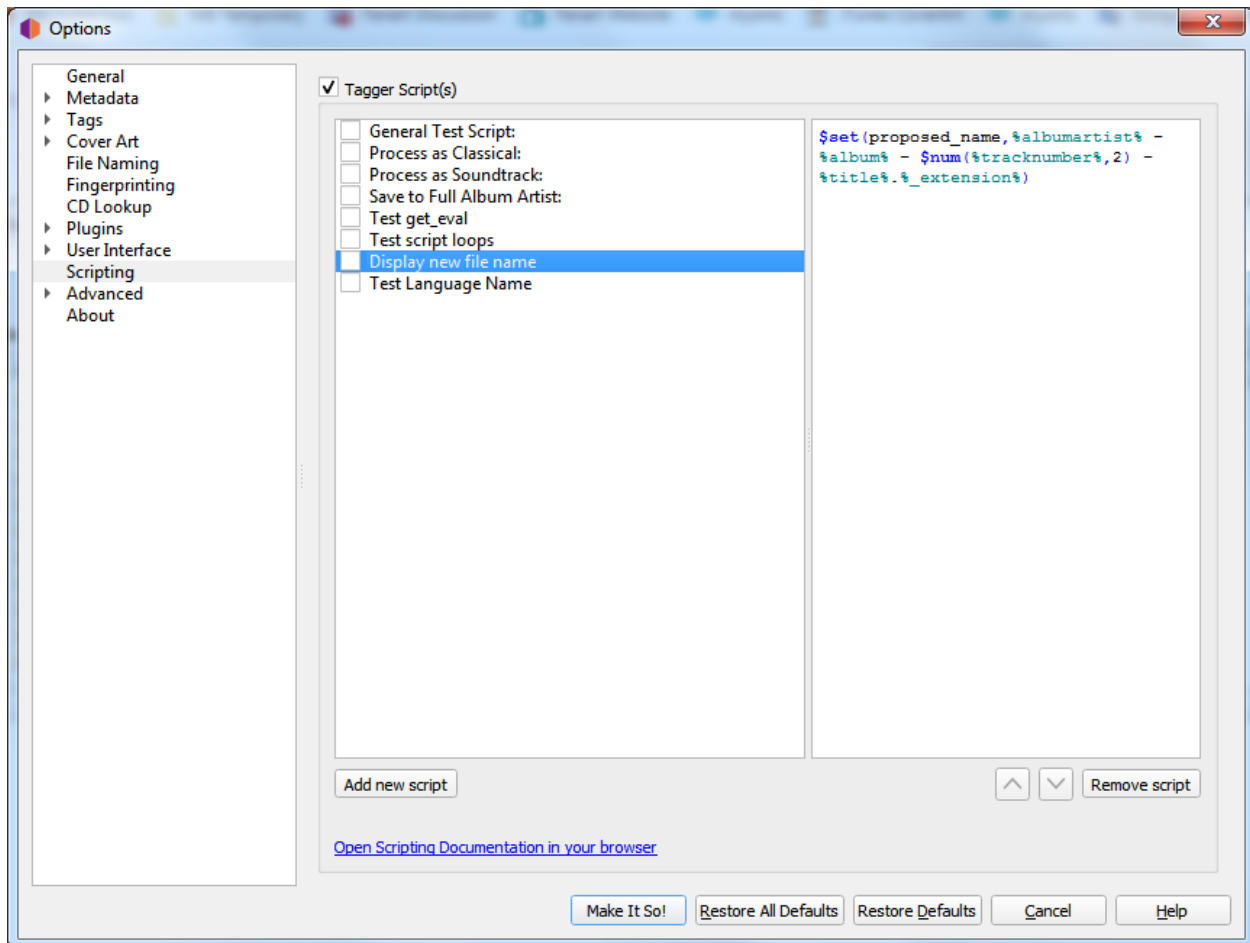 Options
General
Metadata
Tags
Cover Art
File Naming
Fingerprinting
CD Lookup
Plugins
User Interface
Scripting
Advanced
About
Tagger Script(s)
General Test Script:
Process as Classical:
Process as Soundtrack:
Save to Full Album Artist:
Test get_eval
Test script loops
Display new file name
Test Language Name
$set(proposed_name,%albumartist% -
%album% - $num(%tracknumber%,2) -
%title%.%_extension%)
Add new script
Remove script
Open Scripting Documentation in your browser
Make It So!
Restore All Defaults
Restore Defaults
Cancel
Help